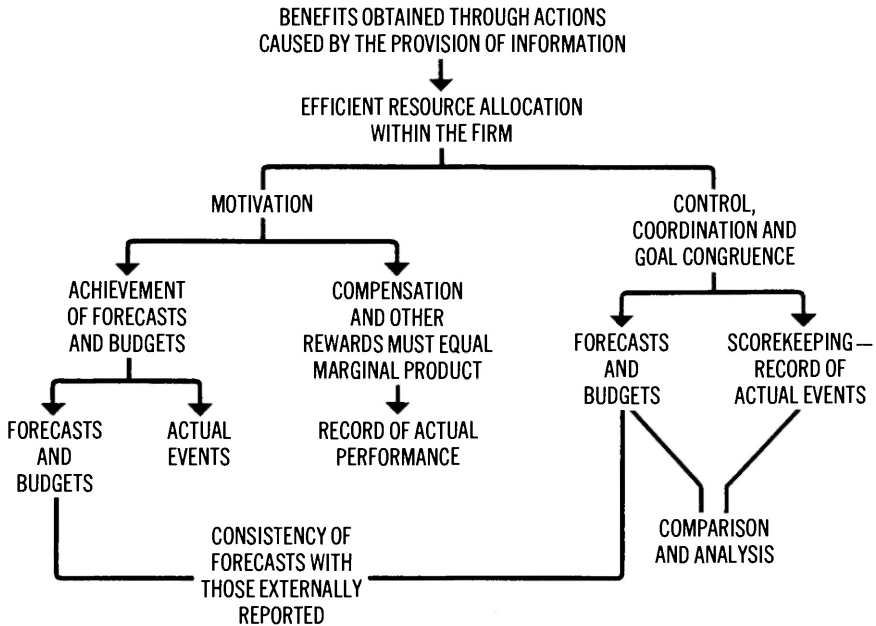 BENEFITS OBTAINED THROUGH ACTIONS
CAUSED BY THE PROVISION OF INFORMATION
EFFICIENT RESOURCE ALLOCATION
WITHIN THE FIRM
MOTIVATION
CONTROL,
COORDINATION AND
GOAL CONGRUENCE
ACHIEVEMENT
OF FORECASTS
AND BUDGETS
COMPENSATION
AND OTHER
REWARDS MUST EQUAL
MARGINAL PRODUCT
FORECASTS
AND
BUDGETS
SCOREKEEPING—
RECORD OF
ACTUAL EVENTS
FORECASTS
AND
BUDGETS
ACTUAL
EVENTS
RECORD OF ACTUAL
PERFORMANCE
COMPARISON
AND ANALYSIS
CONSISTENCY OF
FORECASTS WITH
THOSE EXTERNALLY
REPORTED